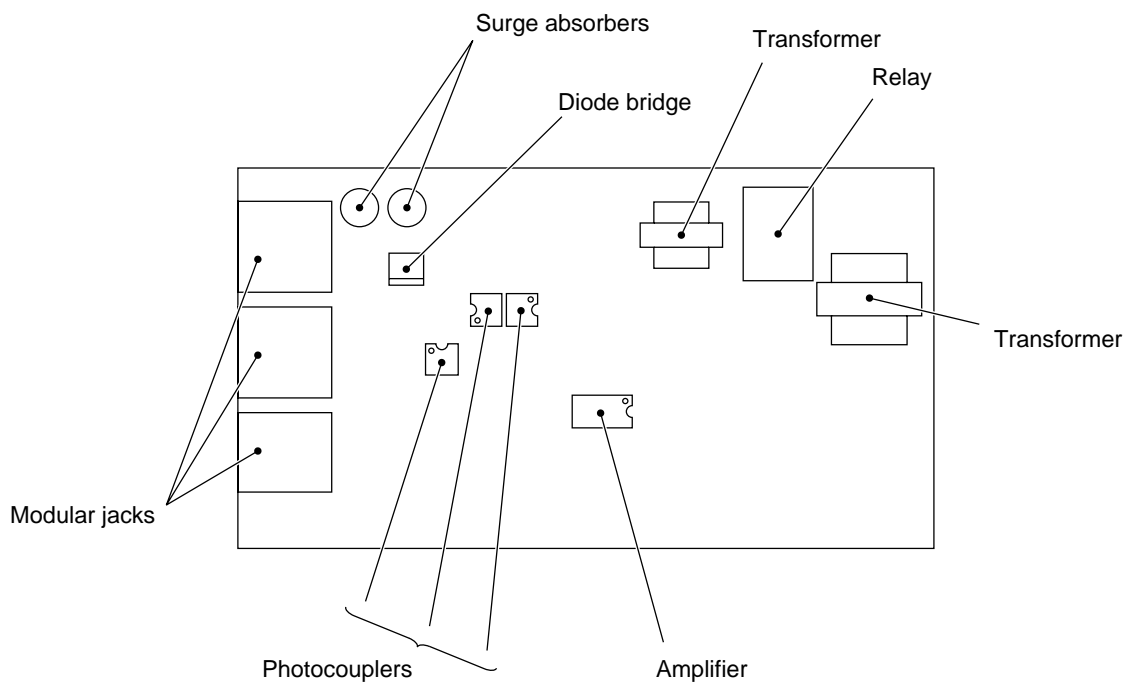 Surge absorbers
Transformer
Relay
Diode bridge
Transformer
Modular jacks
Photocouplers
Amplifier